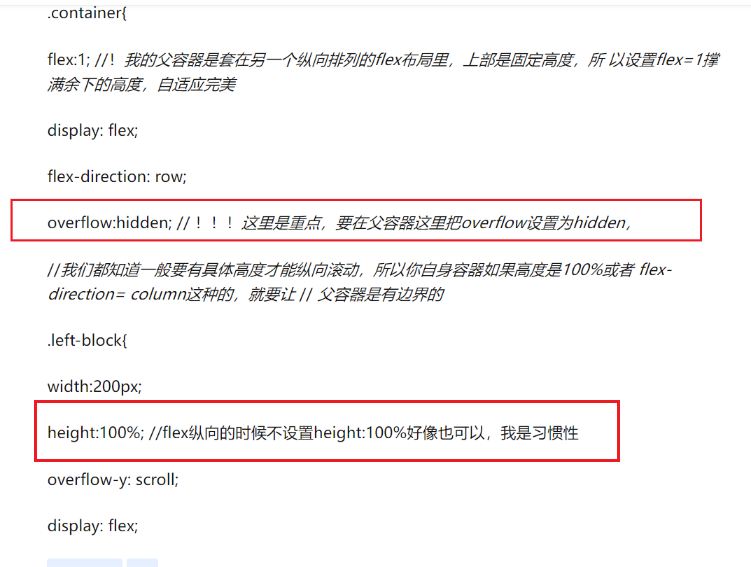 .container{
flex:1; //！我的父容器是套在另一个纵向排列的flex布局里，上部是固定高度，所 以设置flex=1撑
满余下的高度，自适应完美
display: flex;
flex-direction: row;
overflow:hidden; //！！！这里是重点，要在父容器这里把overflow设置为hidden，
//我们都知道一般要有具体高度才能纵向滚动，所以你自身容器如果高度是100%或者 flex-
direction= column这种的，就要让 // 父容器是有边界的
.left-block{
width:200px;
height:100%; //flex纵向的时候不设置height:100%好像也可以，我是习惯性
overflow-y: scroll;
display: flex;